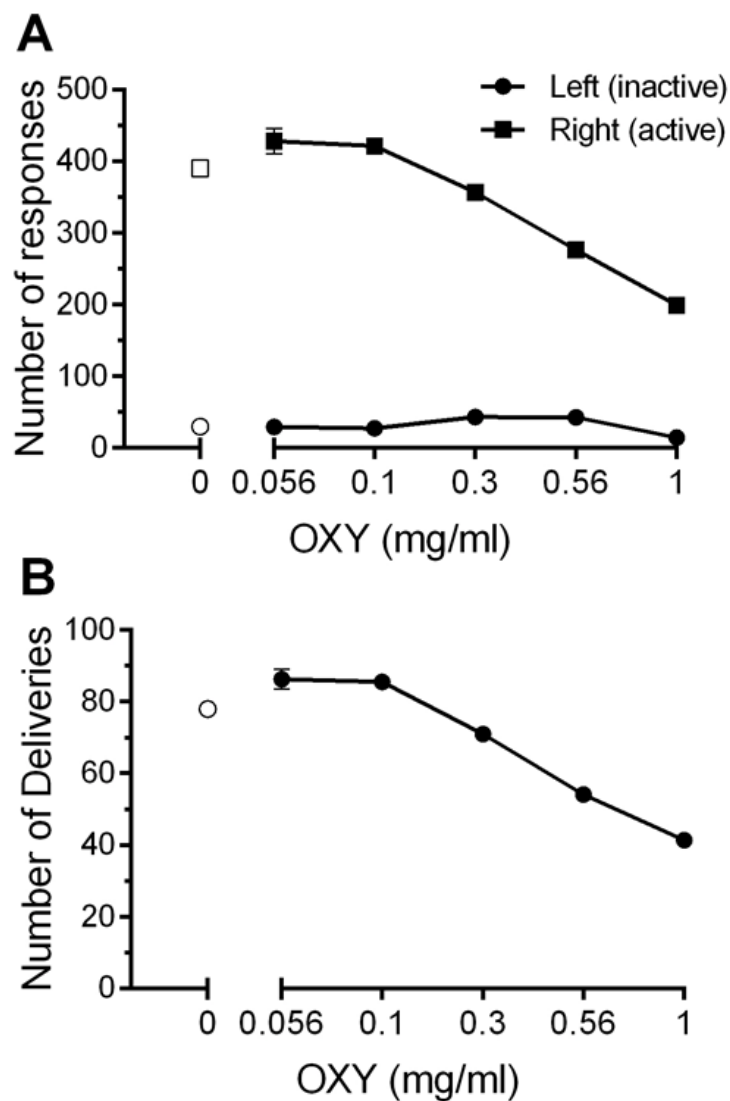 A
Left (inactive)
Right (active)
Number of responses
500
400
300
200
100
0
0 0.056 0.1 0.3 0.56 1
OXY (mg/ml)
B
Number of Deliveries
100
80
60
40
20
0
0 0.056 0.1 0.3 0.56 1
OXY (mg/ml)